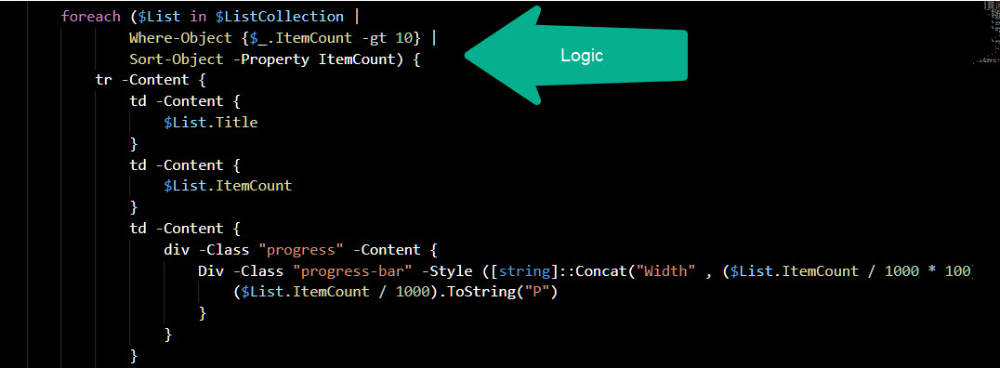 foreach ($List in $ListCollection |
Where-Object {$_.ItemCount -gt 10} |
Sort-Object -Property ItemCount) {
Logic
tr -Content {
td -Content {
$List.Title
}
td -Content {
$List.ItemCount
}
td -Content {
div -Class "progress" -Content {
Div -Class "progress-bar" -Style ([string]::Concat("Width" , ($List.ItemCount / 1000 * 100)
($List.ItemCount / 1000).ToString("P")
}
}
}